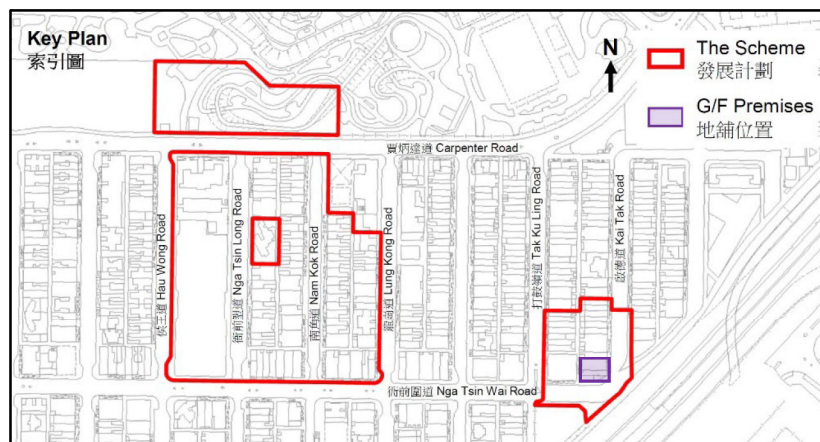 Key Plan
索引圖
N
The Scheme
發展計劃
G/F Premises
地舖位置
賈炳達道 Carpenter Road
侯王道 Hau Wong Road
衙前塱道 Nga Tsin Long Road
南角道 Nam Kok Road
龍崗道 Lung Kong Road
打鼓嶺道 Tak Ku Ling Road
啟德道 Kai Tak Road
衙前圍道 Nga Tsin Wai Road